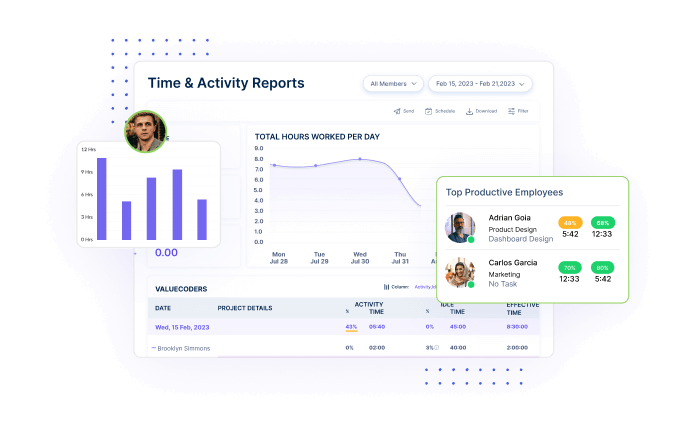 Time & Activity Reports
All Members
Feb 15, 2023 - Feb 21,2023
Send
Schedule
Download
Filter
12 Hrs
9 Hrs
6 Hrs
3 Hrs
0 Hrs
0.00
TOTAL HOURS WORKED PER DAY
9.0
8.0
7.0
6.0
5.0
4.0
3.0
2.0
1.0
0.0
Mon
Jul 28
Tue
Jul 29
Wed
Jul 30
Thu
Jul 31
Top Productive Employees
Adrian Goia
Product Design
Dashboard Design
5:42
68%
12:33
Carlos Garcia
Marketing
No Task
70%
12:33
5:42
VALUECODERS
Column:
DATE
PROJECT DETAILS
ACTIVITY
% TIME
IDLE
% TIME
EFFECTIVE
TIME
Wed, 15 Feb, 2023
43%
05:40
0%
45:00
8:30:00
Brooklyn Simmons
0%
02:00
3%
40:00
2:00:00